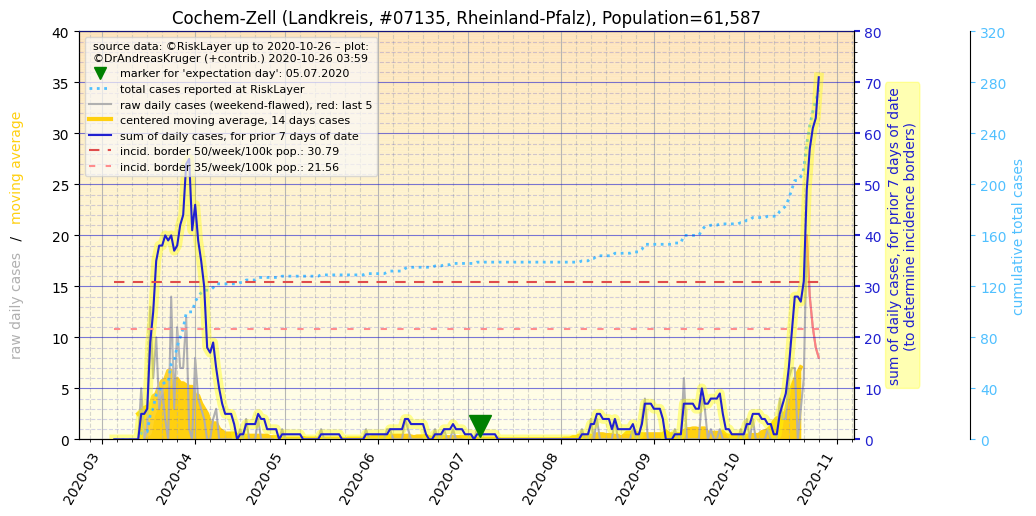 Cochem-Zell (Landkreis, #07135, Rheinland-Pfalz), Population=61,587
source data: ©RiskLayer up to 2020-10-26 – plot:
©DrAndreasKruger (+contrib.) 2020-10-26 03:59
marker for 'expectation day': 05.07.2020
total cases reported at RiskLayer
raw daily cases (weekend-flawed), red: last 5
centered moving average, 14 days cases
sum of daily cases, for prior 7 days of date
incid. border 50/week/100k pop.: 30.79
incid. border 35/week/100k pop.: 21.56
raw daily cases / moving average
40
35
30
25
20
15
10
5
0
2020-03
2020-04
2020-05
2020-06
2020-07
2020-08
2020-09
2020-10
2020-11
80
70
60
50
40
30
20
10
0
sum of daily cases, for prior 7 days of date
(to determine incidence borders)
320
280
240
200
160
120
80
40
0
cumulative total cases